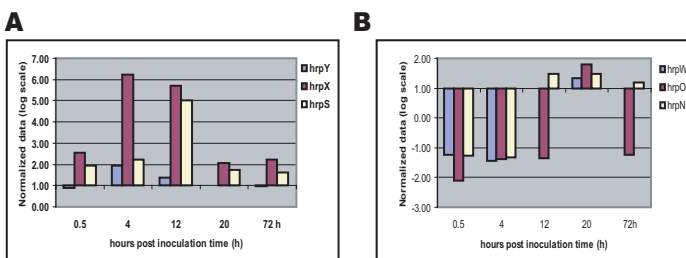 A
7.00
6.00
5.00
4.00
3.00
2.00
1.00
0.00
Normalized data (log scale)
0.5 4 12 20 72 h
hours post inoculation time (h)
hrpY
hrpX
hrpS
B
2.00
1.00
0.00
-1.00
-2.00
-3.00
Normalized data (log scale)
0.5 4 12 20 72h
hours post inoculation time (h)
hrpW
hrpO
hrpN